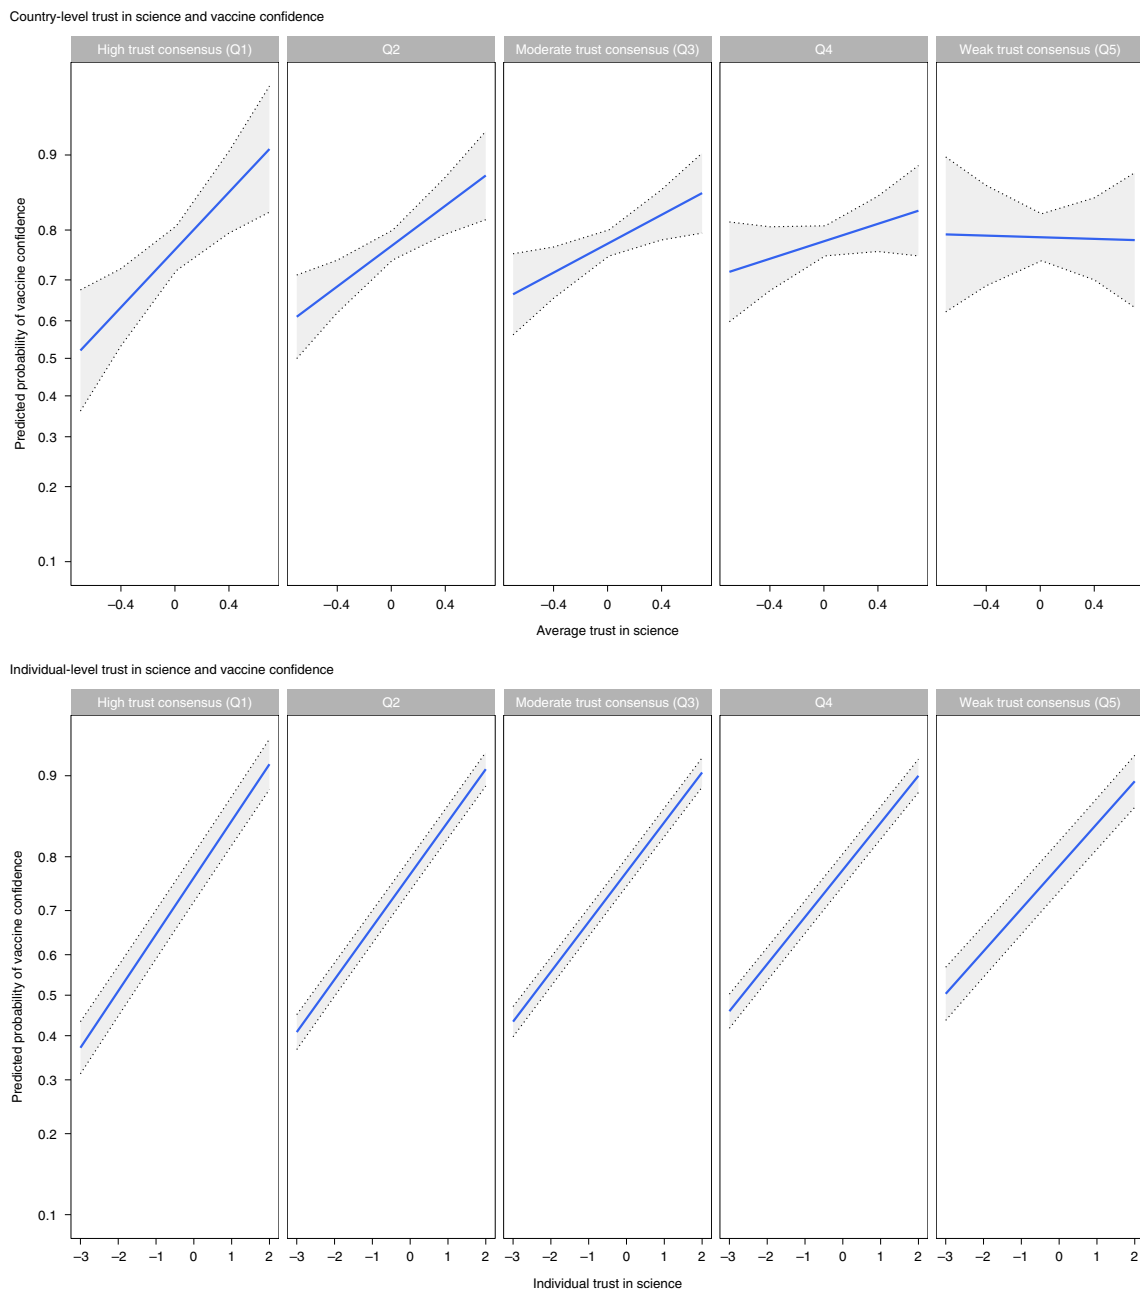 Country-level trust in science and vaccine confidence
High trust consensus (Q1) Q2 Moderate trust consensus (Q3) Q4 Weak trust consensus (Q5)
Predicted probability of vaccine confidence
0.9
0.8
0.7
0.6
0.5
0.4
0.3
0.2
0.1
−0.4 0 0.4 −0.4 0 0.4 −0.4 0 0.4 −0.4 0 0.4 −0.4 0 0.4
Average trust in science
Individual-level trust in science and vaccine confidence
High trust consensus (Q1) Q2 Moderate trust consensus (Q3) Q4 Weak trust consensus (Q5)
Predicted probability of vaccine confidence
0.9
0.8
0.7
0.6
0.5
0.4
0.3
0.2
0.1
−3 −2 −1 0 1 2 −3 −2 −1 0 1 2 −3 −2 −1 0 1 2 −3 −2 −1 0 1 2 −3 −2 −1 0 1 2
Individual trust in science